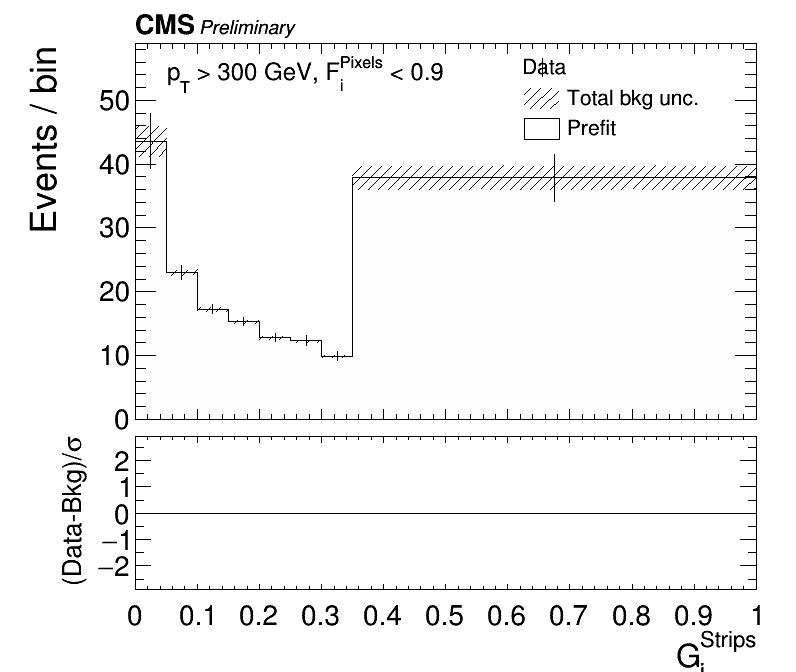 CMS Preliminary
p_T > 300 GeV, F_i^Pixels < 0.9
Data
Total bkg unc.
Prefit
Events / bin
50
40
30
20
10
0
(Data-Bkg)/σ
2
1
0
−1
−2
0 0.1 0.2 0.3 0.4 0.5 0.6 0.7 0.8 0.9 1
G_i^Strips